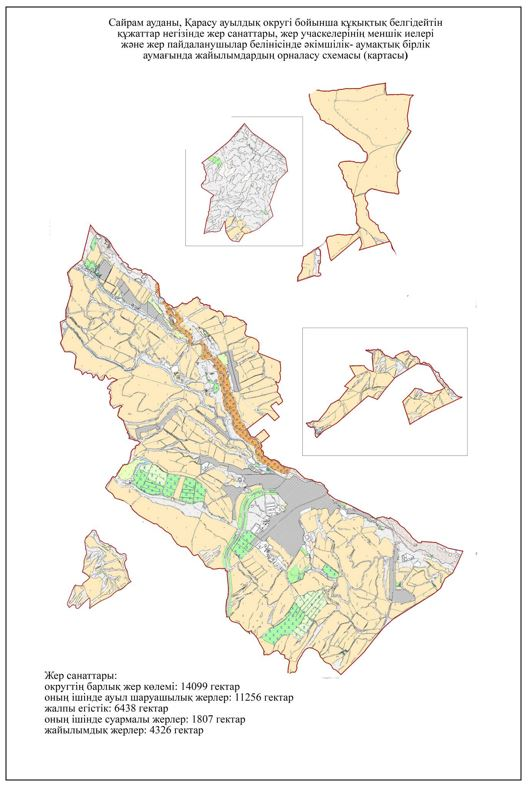 Сайрам ауданы, Қарасу ауылдық округі бойынша құқықтық белгідейтін
құжаттар негізінде жер санаттары, жер учаскелерінің меншік иелері
және жер пайдаланушылар белінісінде әкімшілік- аумақтық бірлік
аумағында жайылымдардың орналасу схемасы (картасы)
Жер санаттары:
округтің барлық жер көлемі: 14099 гектар
оның ішінде ауыл шаруашылық жерлер: 11256 гектар
жалпы егістік: 6438 гектар
оның ішінде суармалы жерлер: 1807 гектар
жайылымдық жерлер: 4326 гектар